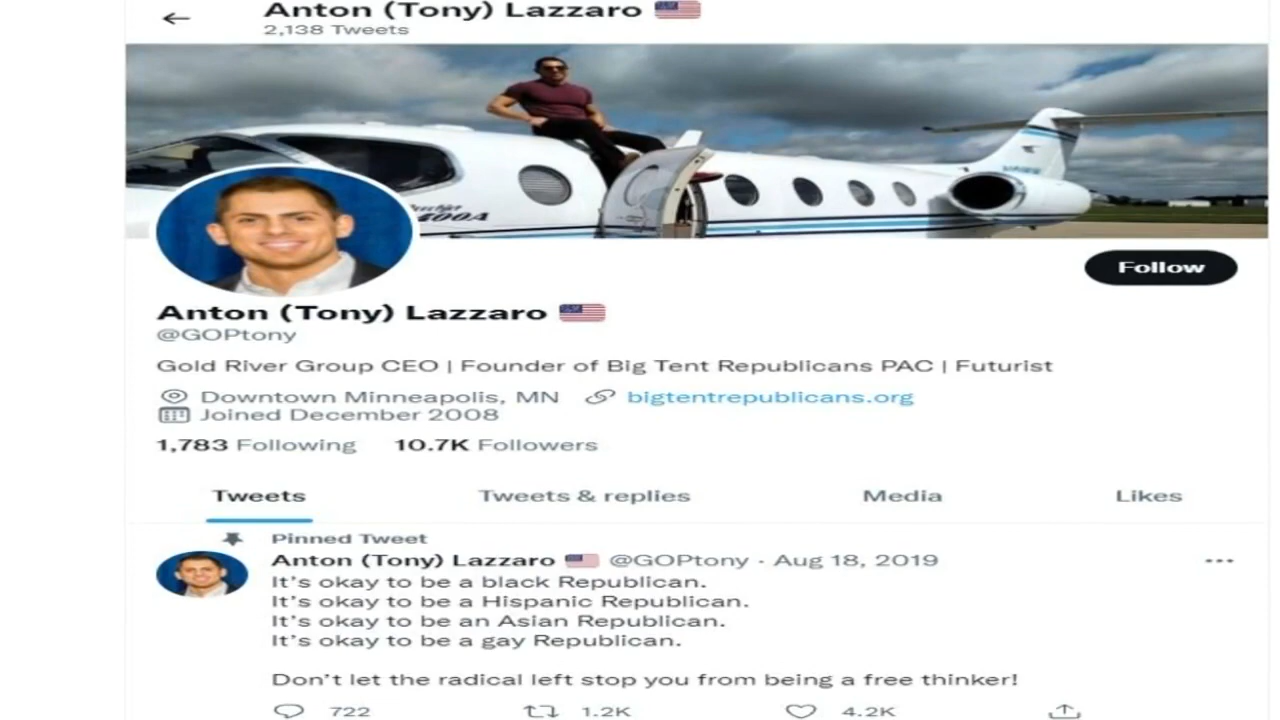 Anton (Tony) Lazzaro
2,138 Tweets
400A
Follow
Anton (Tony) Lazzaro
@GOPtony
Gold River Group CEO | Founder of Big Tent Republicans PAC | Futurist
Downtown Minneapolis, MN bigtentrepublicans.org
Joined December 2008
1,783 Following 10.7K Followers
Tweets Tweets & replies Media Likes
Pinned Tweet
Anton (Tony) Lazzaro @GOPtony · Aug 18, 2019
It's okay to be a black Republican.
It's okay to be a Hispanic Republican.
It's okay to be an Asian Republican.
It's okay to be a gay Republican.
Don't let the radical left stop you from being a free thinker!
722 1.2K 4.2K